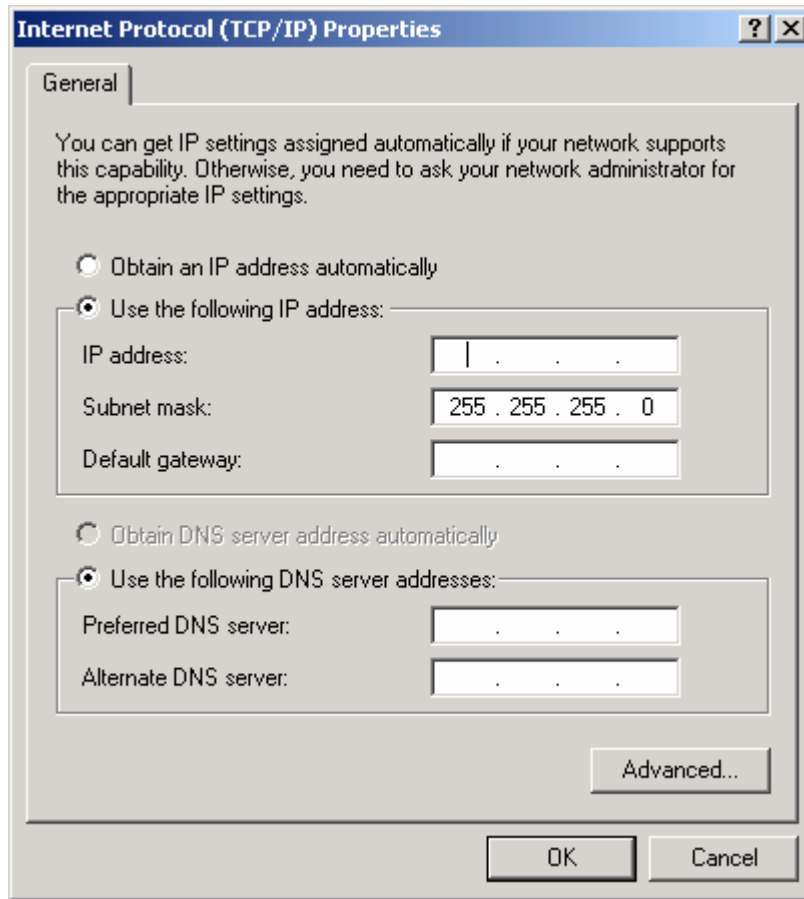 Internet Protocol (TCP/IP) Properties
General
You can get IP settings assigned automatically if your network supports
this capability. Otherwise, you need to ask your network administrator for
the appropriate IP settings.
Obtain an IP address automatically
Use the following IP address:
IP address: . . .
Subnet mask: 255 . 255 . 255 . 0
Default gateway: . . .
Obtain DNS server address automatically
Use the following DNS server addresses:
Preferred DNS server: . . .
Alternate DNS server: . . .
Advanced...
OK Cancel